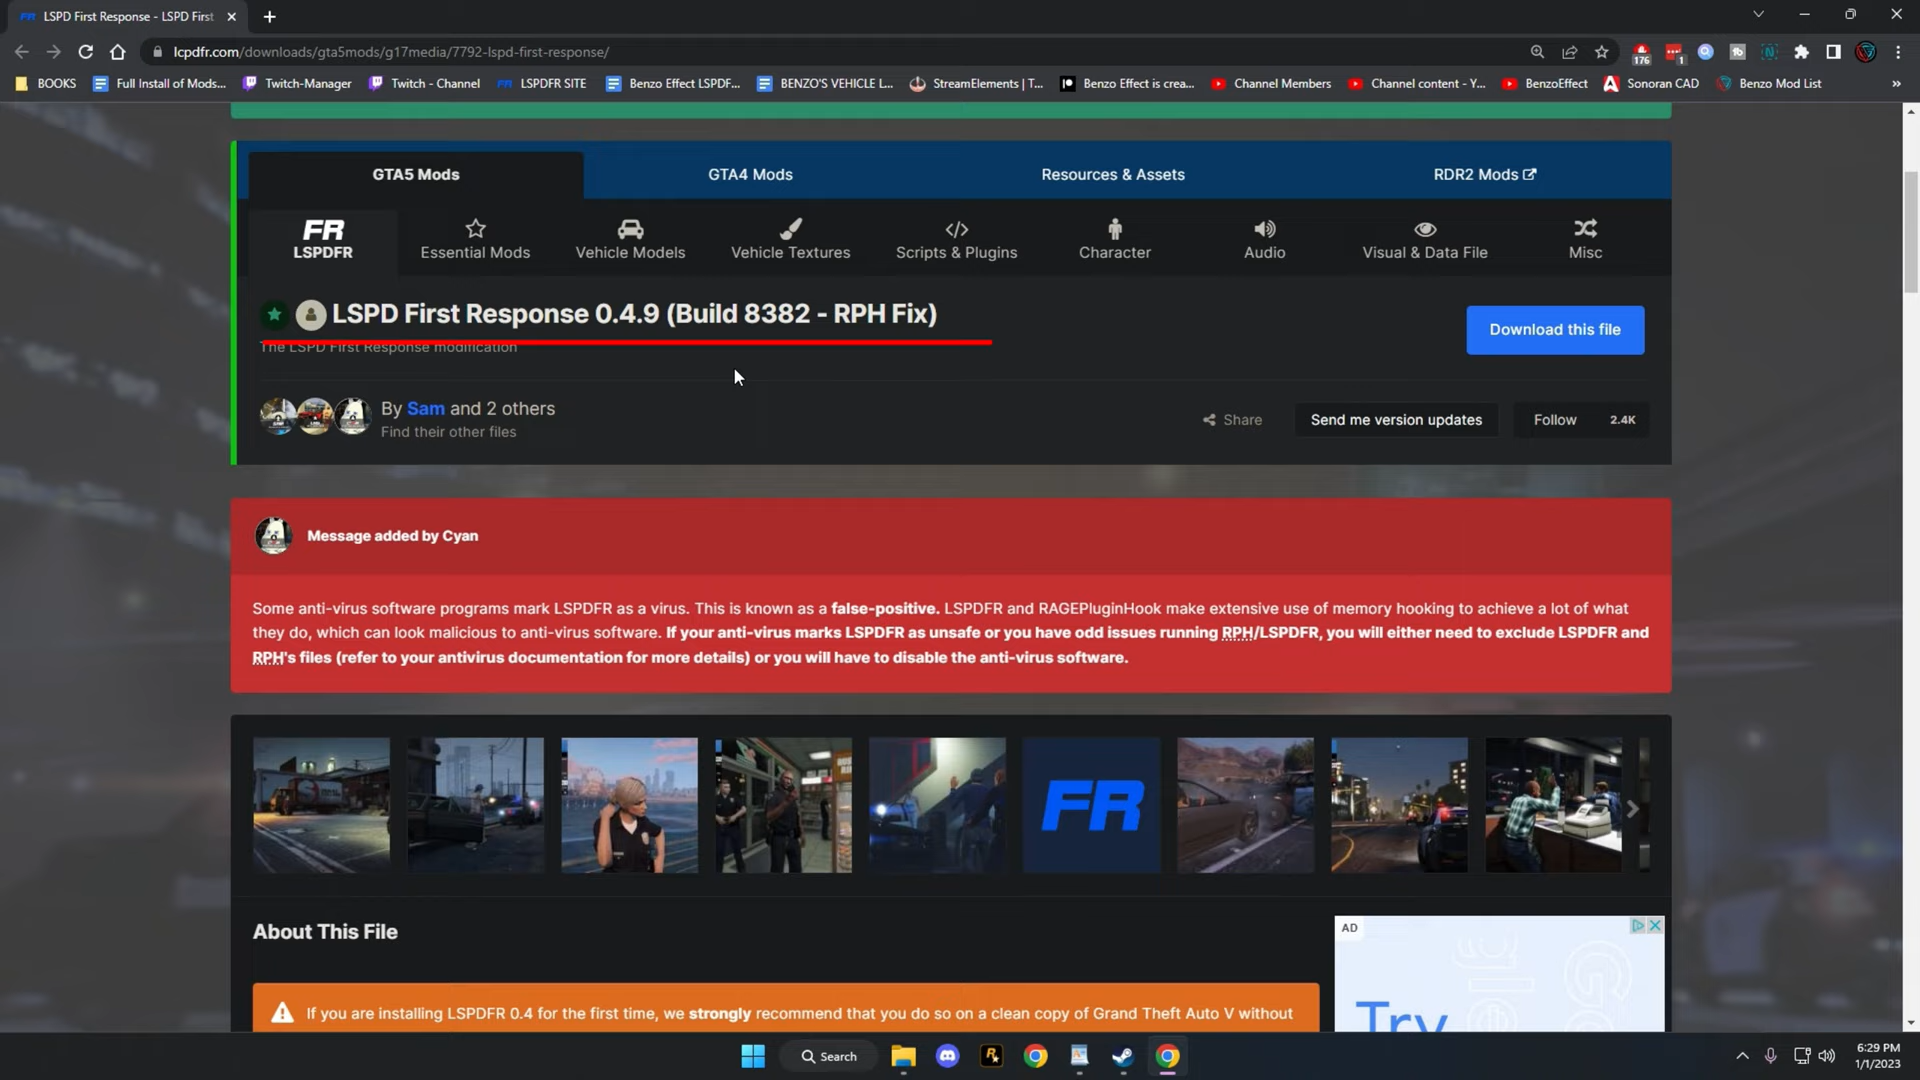 LSPD First Response - LSPD First
lcpdfr.com/downloads/gta5mods/g17media/7792-lspd-first-response/
176
1
BOOKS
Full Install of Mods...
Twitch-Manager
Twitch - Channel
LSPDFR SITE
Benzo Effect LSPDF...
BENZO'S VEHICLE L...
StreamElements | T...
Benzo Effect is crea...
Channel Members
Channel content - Y...
BenzoEffect
Sonoran CAD
Benzo Mod List
GTA5 Mods
GTA4 Mods
Resources & Assets
RDR2 Mods
FR
LSPDFR
Essential Mods
Vehicle Models
Vehicle Textures
Scripts & Plugins
Character
Audio
Visual & Data File
Misc
LSPD First Response 0.4.9 (Build 8382 - RPH Fix)
The LSPD First Response modification
Download this file
By Sam and 2 others
Find their other files
Share
Send me version updates
Follow 2.4K
Message added by Cyan
Some anti-virus software programs mark LSPDFR as a virus. This is known as a false-positive. LSPDFR and RAGEPluginHook make extensive use of memory hooking to achieve a lot of what
they do, which can look malicious to anti-virus software. If your anti-virus marks LSPDFR as unsafe or you have odd issues running RPH/LSPDFR, you will either need to exclude LSPDFR and
RPH's files (refer to your antivirus documentation for more details) or you will have to disable the anti-virus software.
FR
About This File
AD
If you are installing LSPDFR 0.4 for the first time, we strongly recommend that you do so on a clean copy of Grand Theft Auto V without
Try
Search
6:29 PM
1/1/2023